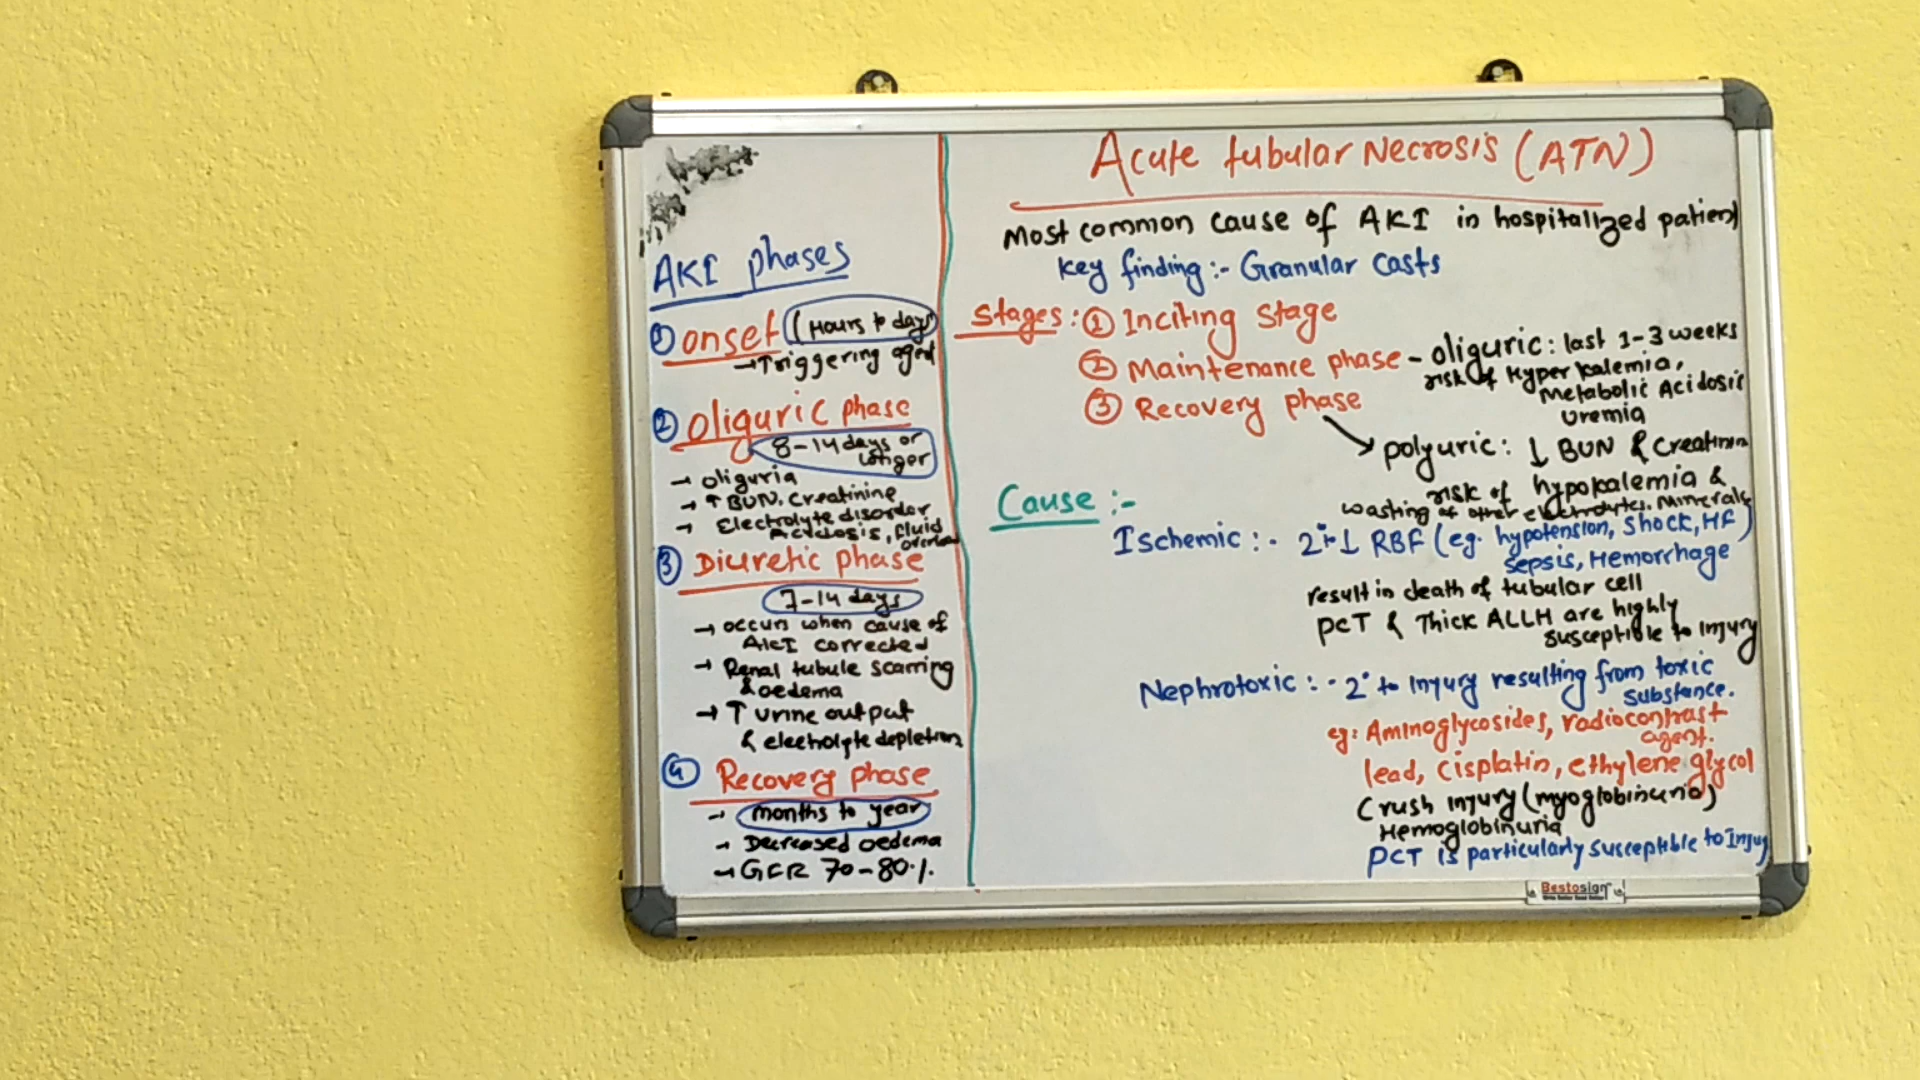 AKI phases
① onset (Hours to days)
→ Triggering agent
② Oliguric phase
8-14 days or
longer
→ oliguria
→ ↑ BUN, Creatinine
→ Electrolyte disorder
Acidosis, fluid
overload
③ Diuretic phase
7-14 days
→ occurs when cause of
AKI corrected
→ Renal tubule scarring
& oedema
→ ↑ urine output
& electrolyte depletion
④ Recovery phase
→ months to year
→ Decreased oedema
→ GFR 70-80%.
Acute tubular Necrosis (ATN)
Most common cause of AKI in hospitalized patient
Key finding :- Granular casts
Stages : ① Inciting stage
② Maintenance phase - oliguric : last 1-3 weeks
risk of Hyperkalemia,
Metabolic Acidosis
uremia
③ Recovery phase
→ polyuric : ↓ BUN & Creatinin
risk of hypokalemia &
wasting of other electrolytes. Minerals
Cause :-
Ischemic : - 2° ↓ RBF (eg. hypotension, Shock, HF)
sepsis, Hemorrhage
result in death of tubular cell
PCT & Thick ALLH are highly
susceptible to injury
Nephrotoxic : - 2° to Injury resulting from toxic
substance.
eg: Aminoglycosides, radiocontrast
agent.
lead, cisplatin, ethylene glycol
Crush Injury (myoglobinuria)
Hemoglobinuria
PCT is particularly susceptible to Injury
Bestosign